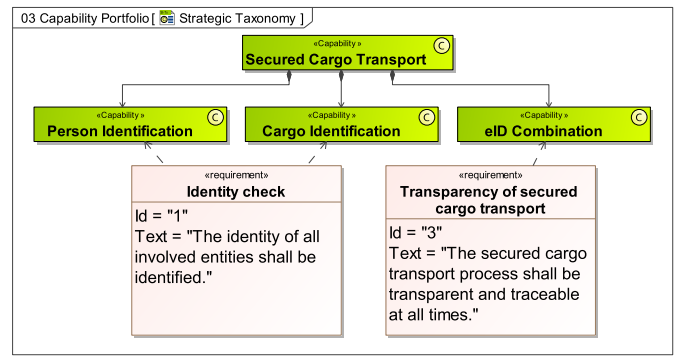 03 Capability Portfolio [ Strategic Taxonomy ]
«Capability»
C
Secured Cargo Transport
«Capability»
C
Person Identification
«Capability»
C
Cargo Identification
«Capability»
C
eID Combination
«requirement»
Identity check
Id = "1"
Text = "The identity of all
involved entities shall be
identified."
«requirement»
Transparency of secured
cargo transport
Id = "3"
Text = "The secured cargo
transport process shall be
transparent and traceable
at all times."